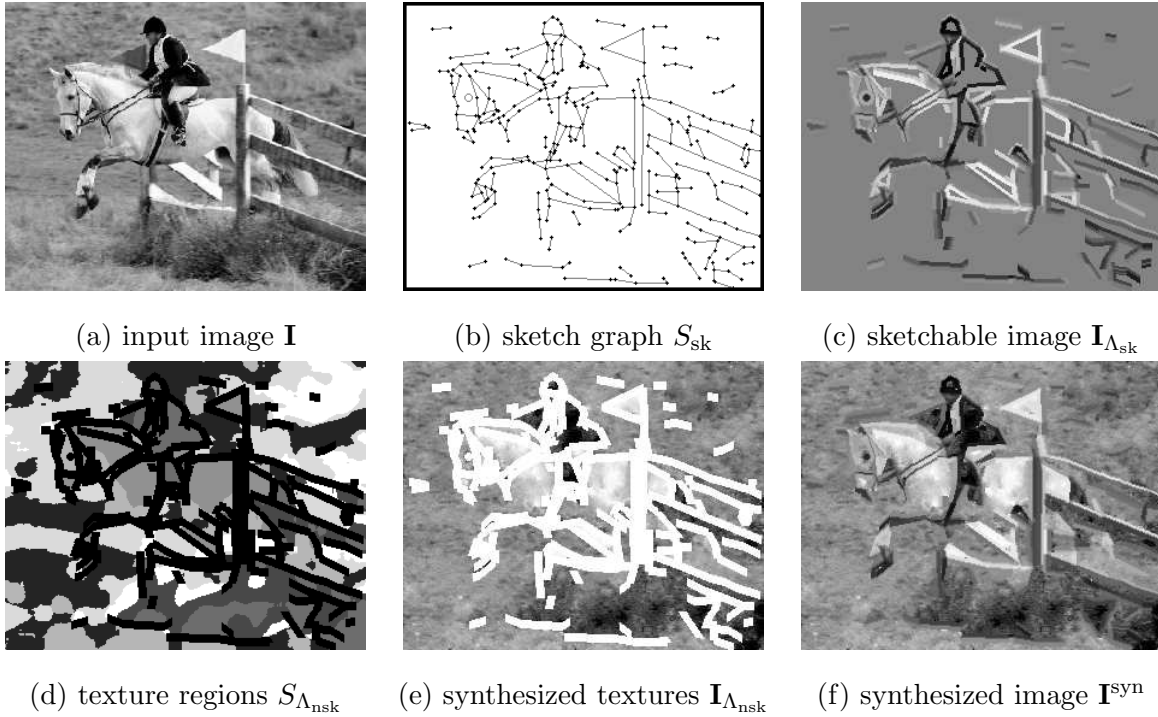 (a) input image I
(b) sketch graph S_sk
(c) sketchable image I_Λsk
(d) texture regions S_Λnsk
(e) synthesized textures I_Λnsk
(f) synthesized image I^syn